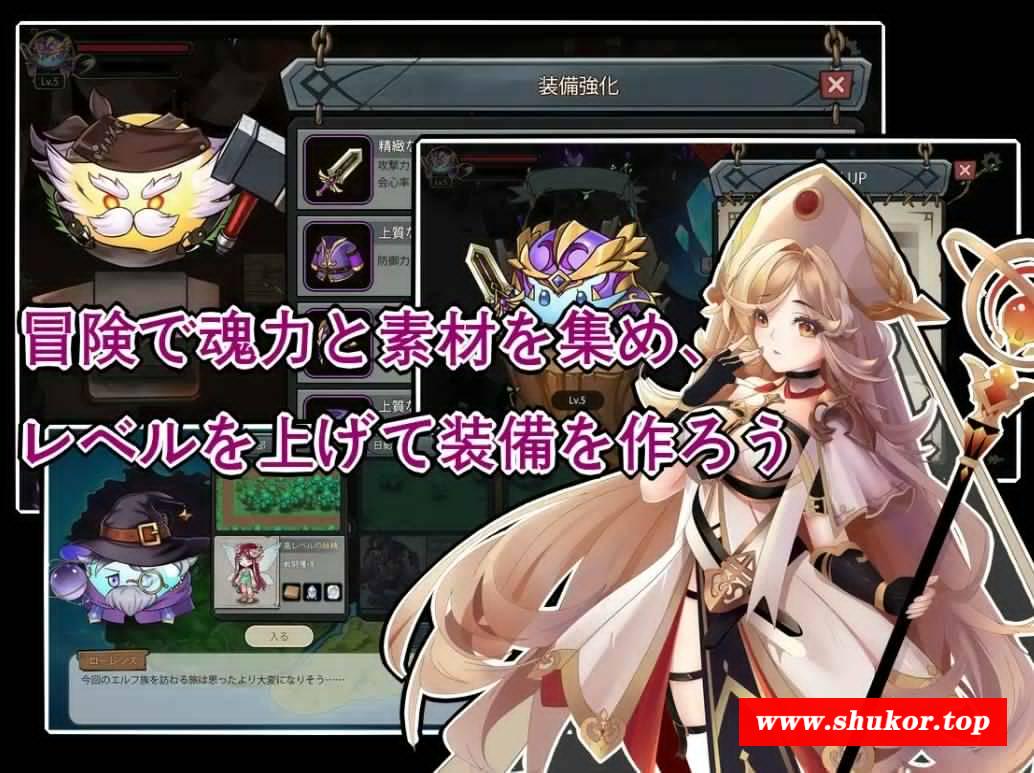 Lv.5
装備強化
精緻な
攻撃力
会心率
UP
上質な
防御力
冒険で魂力と素材を集め、
Lv.5
上質な
レベルを上げて装備を作ろう
高レベルの妖精
入る
ローレンス
今回のエルフ族を訪ねる旅は思ったより大変になりそう……
www.shukor.top